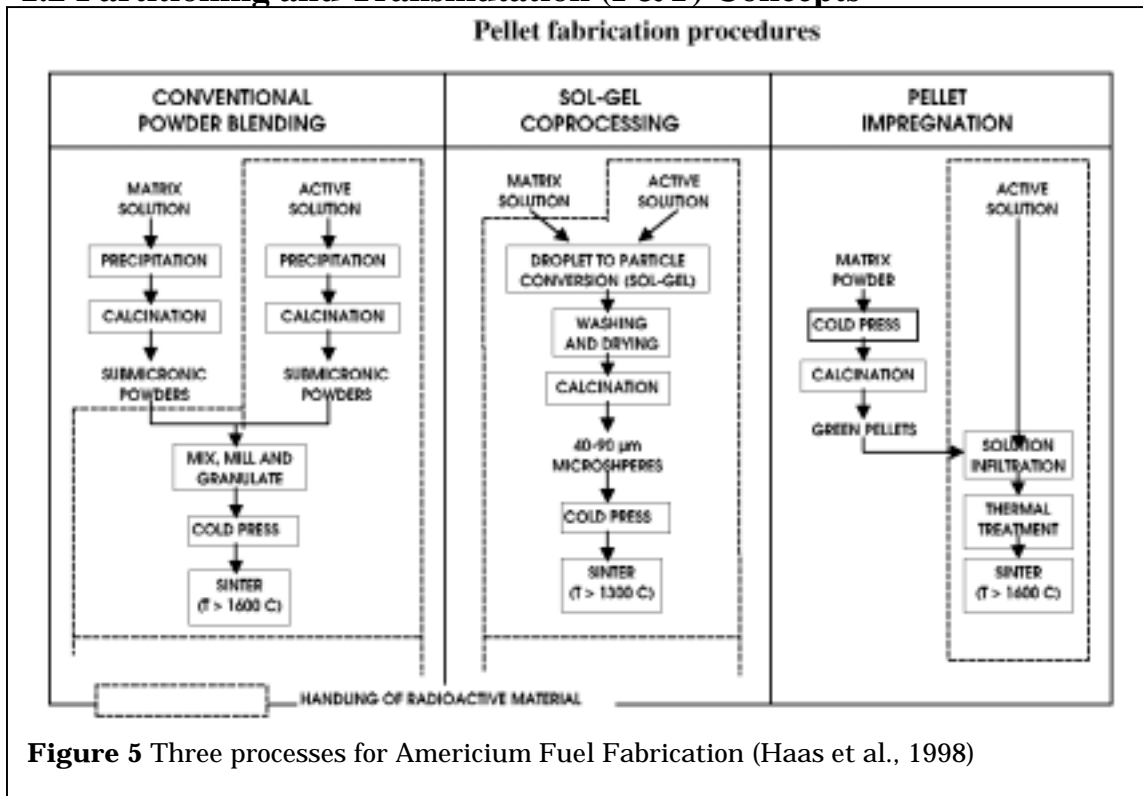 Pellet fabrication procedures
CONVENTIONAL
POWDER BLENDING
MATRIX
SOLUTION
ACTIVE
SOLUTION
PRECIPITATION
PRECIPITATION
CALCINATION
CALCINATION
SUBMICRONIC
POWDERS
SUBMICRONIC
POWDERS
MIX, MILL AND
GRANULATE
COLD PRESS
SINTER
(T > 1600 C)
SOL-GEL
COPROCESSING
MATRIX
SOLUTION
ACTIVE
SOLUTION
DROPLET TO PARTICLE
CONVERSION (SOL-GEL)
WASHING
AND DRYING
CALCINATION
40-90 μm
MICROSHPERES
COLD PRESS
SINTER
(T > 1300 C)
PELLET
IMPREGNATION
ACTIVE
SOLUTION
MATRIX
POWDER
COLD PRESS
CALCINATION
GREEN PELLETS
SOLUTION
INFILTRATION
THERMAL
TREATMENT
SINTER
(T > 1600 C)
HANDLING OF RADIOACTIVE MATERIAL
Figure 5 Three processes for Americium Fuel Fabrication (Haas et al., 1998)